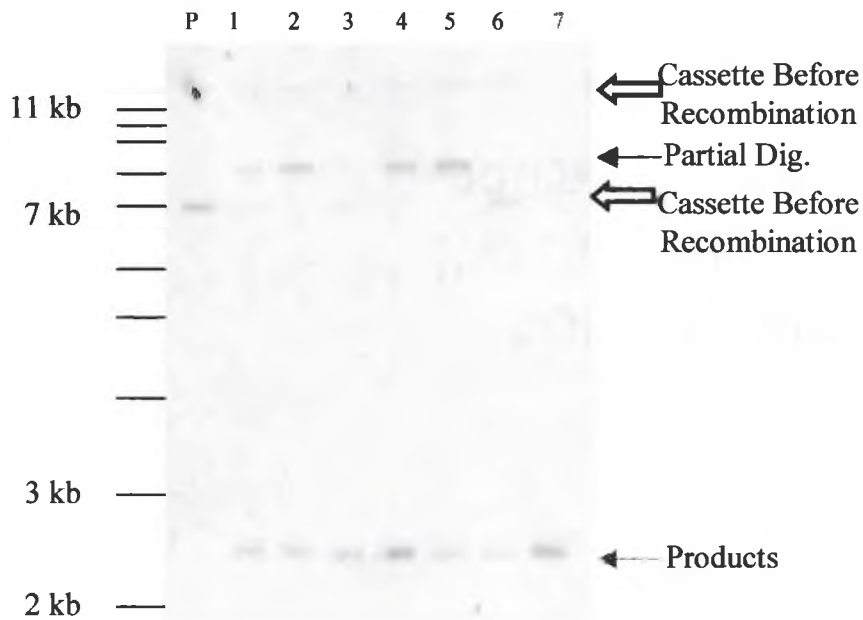 P 1 2 3 4 5 6 7
11 kb
7 kb
3 kb
2 kb
Cassette Before
Recombination
Partial Dig.
Cassette Before
Recombination
Products